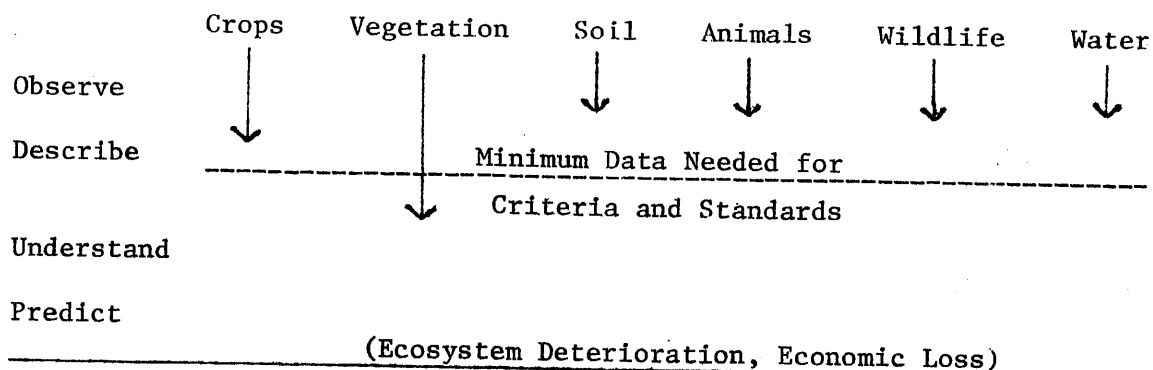 Crops Vegetation Soil Animals Wildlife Water
Observe
Describe Minimum Data Needed for
Criteria and Standards
Understand
Predict
(Ecosystem Deterioration, Economic Loss)